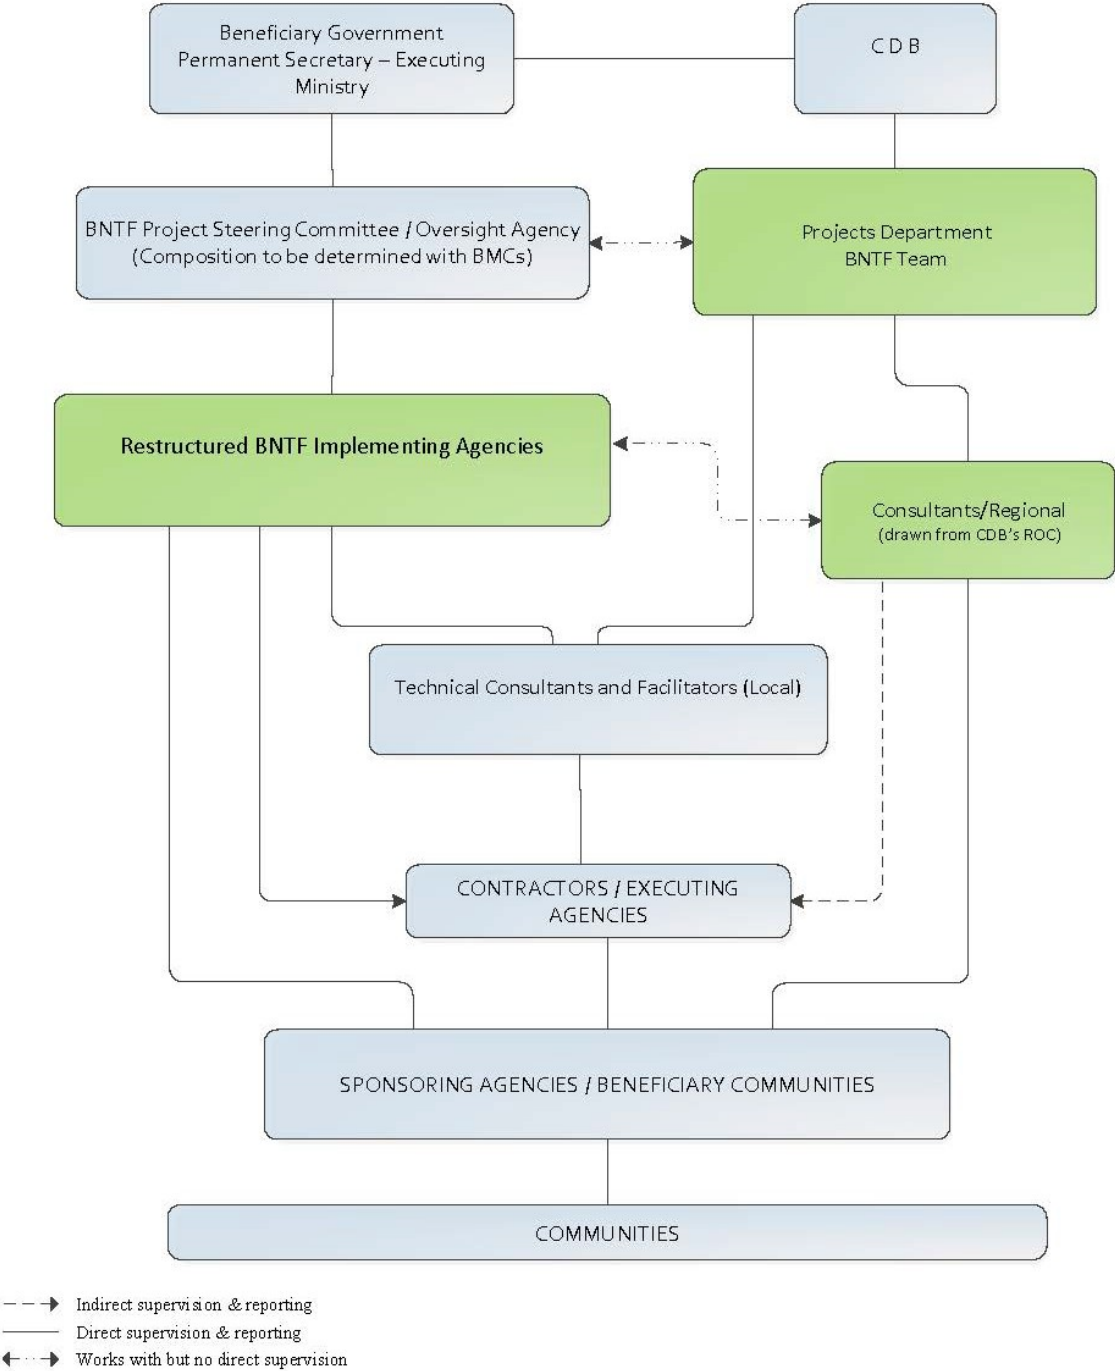 Beneficiary Government
Permanent Secretary – Executing
Ministry
C D B
BNTF Project Steering Committee / Oversight Agency
(Composition to be determined with BMCs)
Projects Department
BNTF Team
Restructured BNTF Implementing Agencies
Consultants/Regional
(drawn from CDB's ROC)
Technical Consultants and Facilitators (Local)
CONTRACTORS / EXECUTING
AGENCIES
SPONSORING AGENCIES / BENEFICIARY COMMUNITIES
COMMUNITIES
Indirect supervision & reporting
Direct supervision & reporting
Works with but no direct supervision